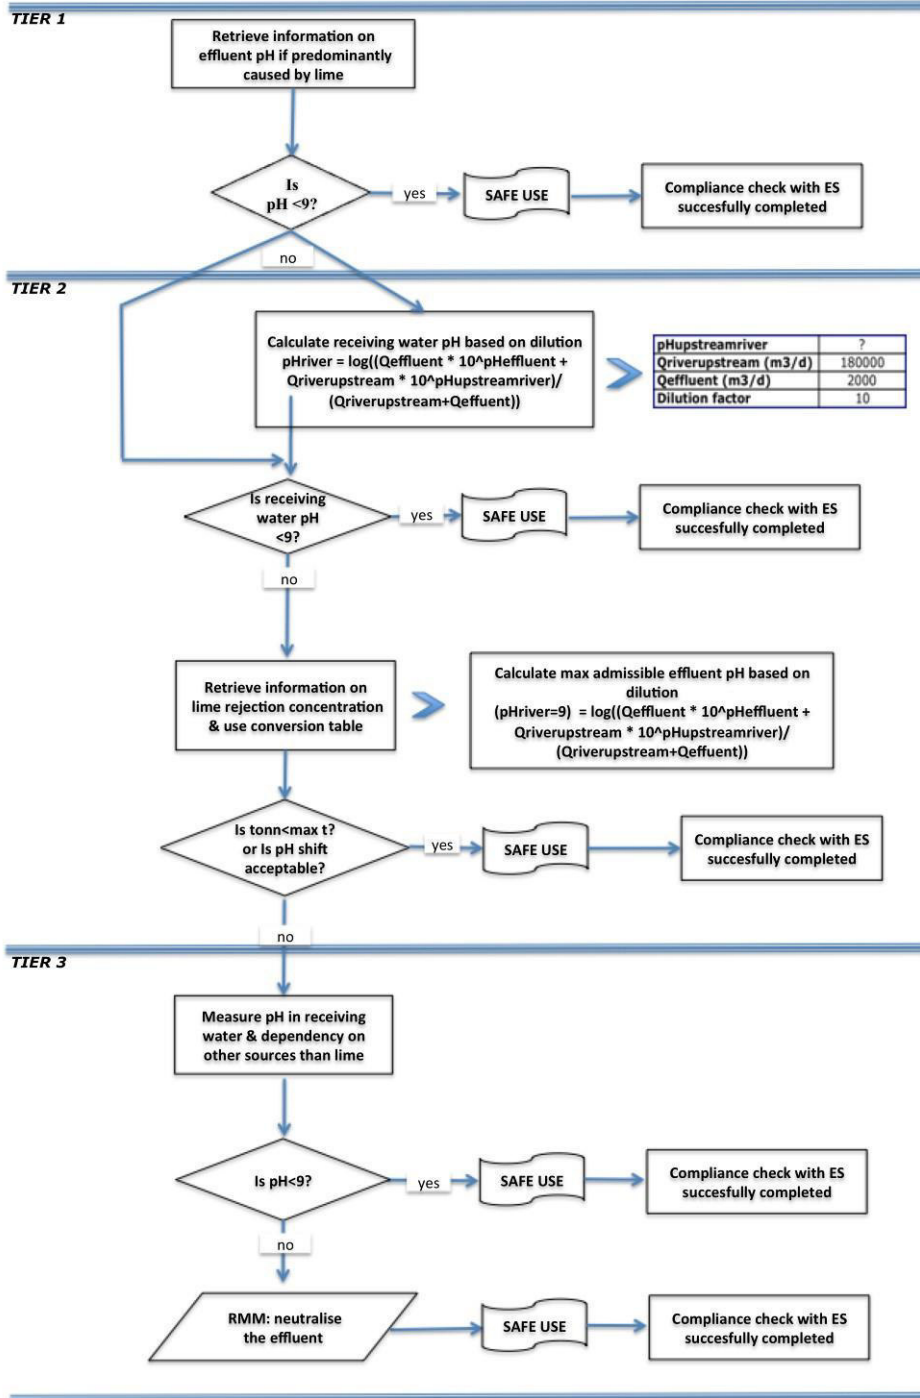 TIER 1
Retrieve information on
effluent pH if predominantly
caused by lime
Is
pH <9?
yes
SAFE USE
Compliance check with ES
succesfully completed
no
TIER 2
Calculate receiving water pH based on dilution
pHriver = log((Qeffluent * 10^pHeffluent +
Qriverupstream * 10^pHupstreamriver)/
(Qriverupstream+Qeffuent))
pHupstreamriver ?
Qriverupstream (m3/d) 180000
Qeffluent (m3/d) 2000
Dilution factor 10
Is receiving
water pH
<9?
yes
SAFE USE
Compliance check with ES
succesfully completed
no
Retrieve information on
lime rejection concentration
& use conversion table
Calculate max admissible effluent pH based on
dilution
(pHriver=9) = log((Qeffluent * 10^pHeffluent +
Qriverupstream * 10^pHupstreamriver)/
(Qriverupstream+Qeffuent))
Is tonn<max t?
or Is pH shift
acceptable?
yes
SAFE USE
Compliance check with ES
succesfully completed
no
TIER 3
Measure pH in receiving
water & dependency on
other sources than lime
Is pH<9?
yes
SAFE USE
Compliance check with ES
succesfully completed
no
RMM: neutralise
the effluent
SAFE USE
Compliance check with ES
succesfully completed